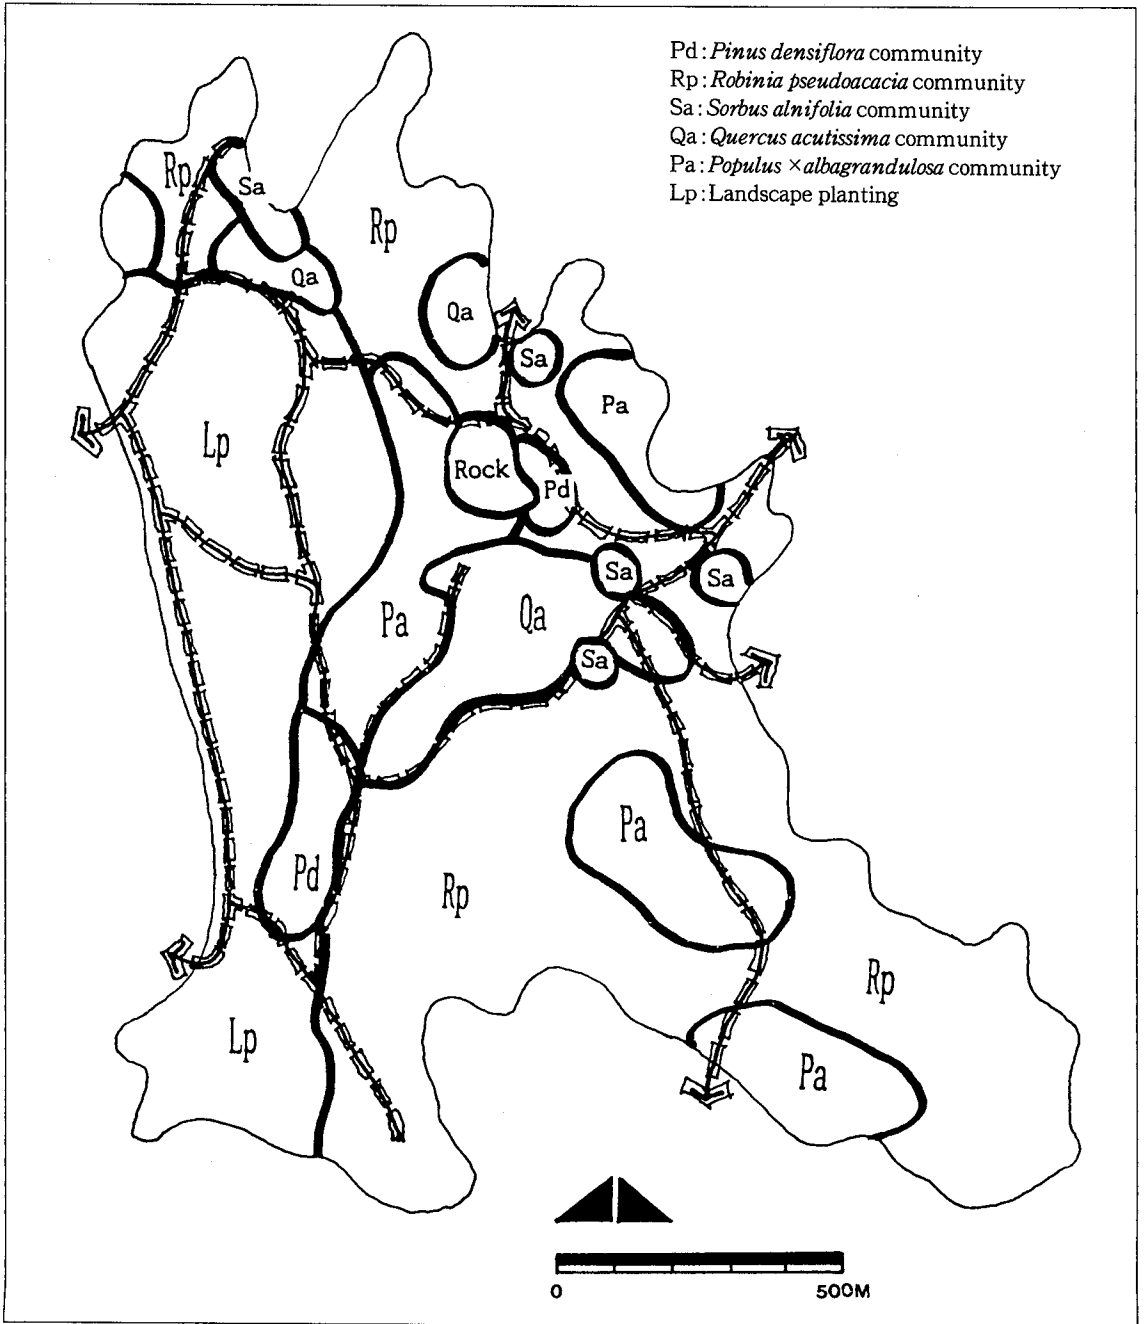 Pd : Pinus densiflora community
Rp : Robinia pseudoacacia community
Sa : Sorbus alnifolia community
Qa : Quercus acutissima community
Pa : Populus ×albagrandulosa community
Lp : Landscape planting
Rp
Sa
Rp
Qa
Qa
Sa
Pa
Lp
Rock
Pd
Sa
Sa
Pa
Qa
Sa
Pa
Pd
Rp
Rp
Lp
Pa
0 500M